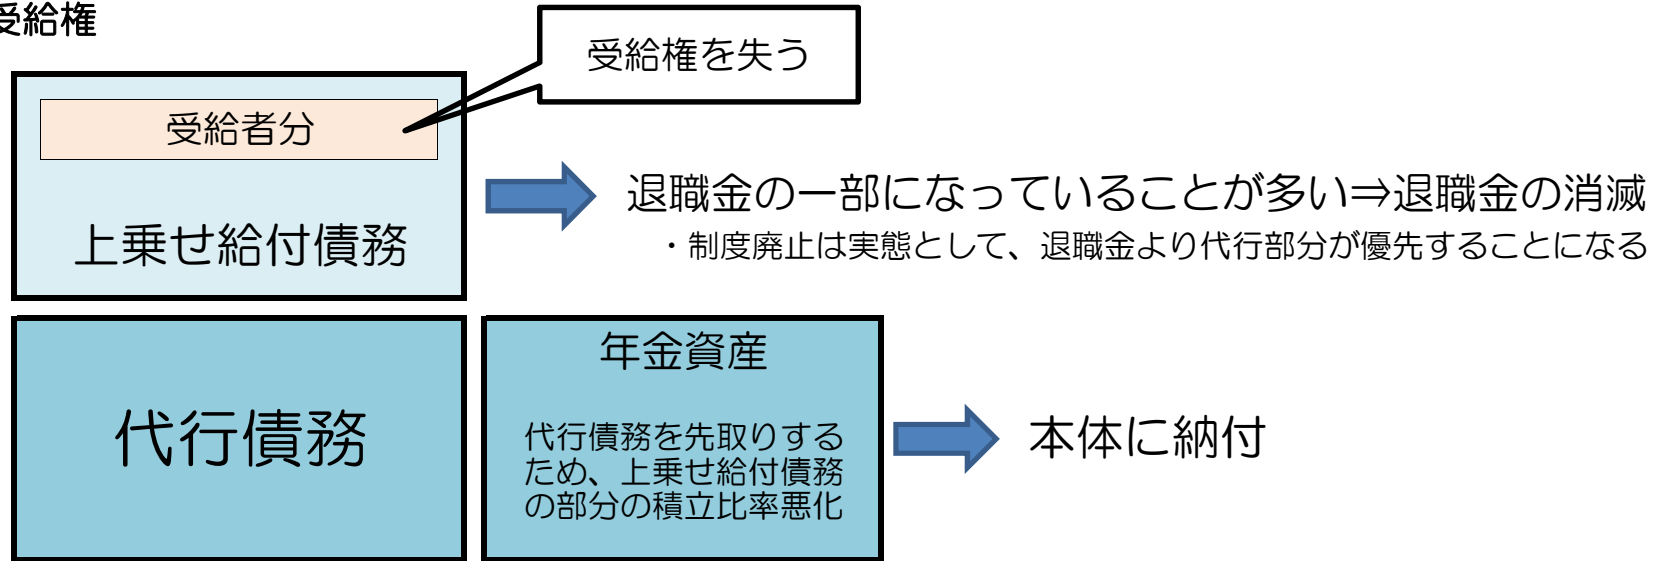 受給権
受給権を失う
受給者分
上乗せ給付債務
退職金の一部になっていることが多い⇒退職金の消滅
・制度廃止は実態として、退職金より代行部分が優先することになる
代行債務
年金資産
代行債務を先取りする
ため、上乗せ給付債務
の部分の積立比率悪化
本体に納付